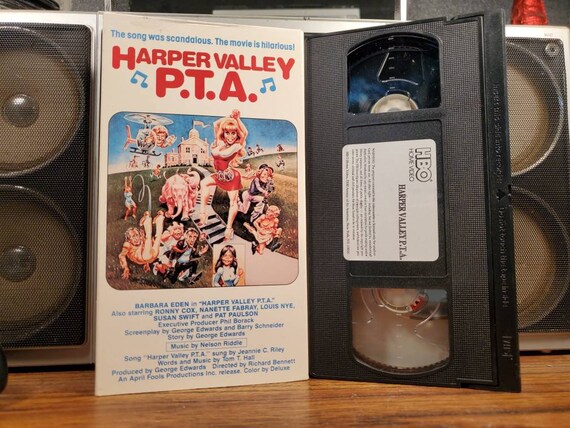 The song was scandalous. The movie is hilarious!
HARPER VALLEY
P.T.A.
BARBARA EDEN in "HARPER VALLEY P.T.A."
Also starring RONNY COX, NANETTE FABRAY, LOUIS NYE,
SUSAN SWIFT and PAT PAULSON
Executive Producer Phil Borack
Screenplay by George Edwards and Barry Schneider
Story by George Edwards
Music by Nelson Riddle
Song "Harper Valley P.T.A." sung by Jeannie C. Riley
Words and Music by Tom T. Hall
Produced by George Edwards Directed by Richard Bennett
An April Fools Productions Inc. release. Color by Deluxe
HBO
HOME VIDEO
HARPER VALLEY P.T.A.